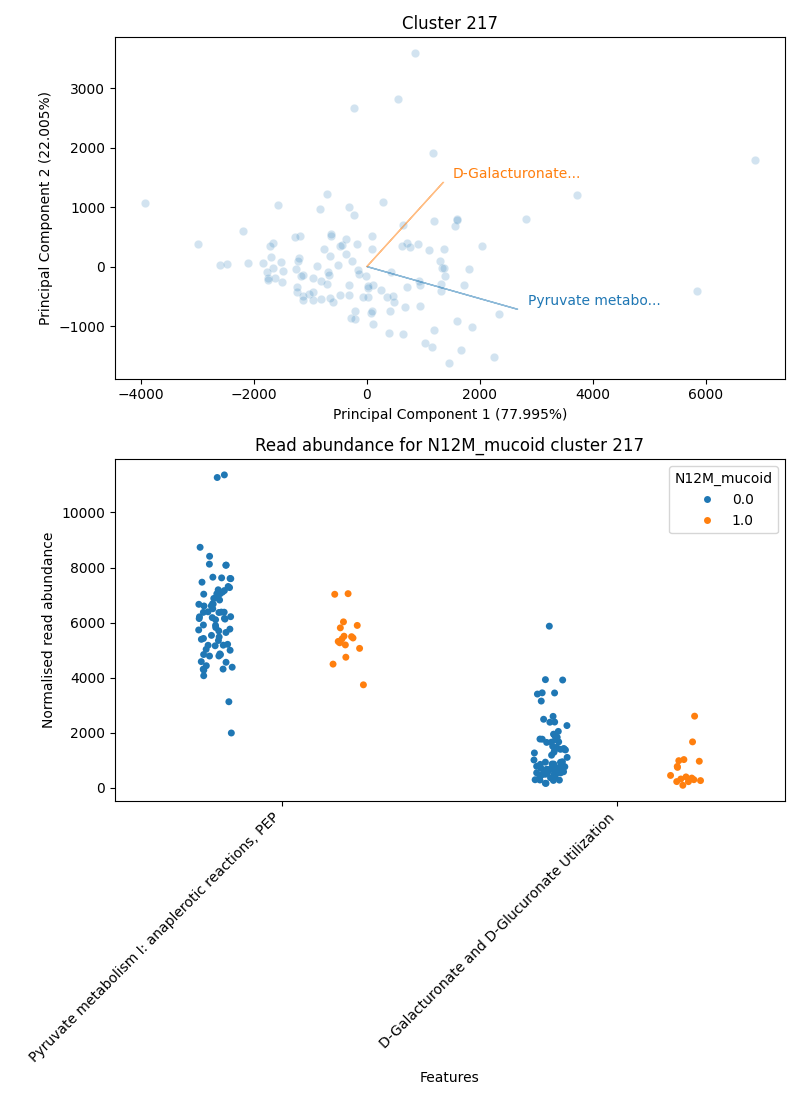 Cluster 217
3000
2000
1000
0
−1000
Principal Component 2 (22.005%)
D-Galacturonate...
Pyruvate metabo...
−4000 −2000 0 2000 4000 6000
Principal Component 1 (77.995%)
Read abundance for N12M_mucoid cluster 217
10000
8000
6000
4000
2000
0
Normalised read abundance
N12M_mucoid
0.0
1.0
Pyruvate metabolism I: anaplerotic reactions, PEP
D-Galacturonate and D-Glucuronate Utilization
Features